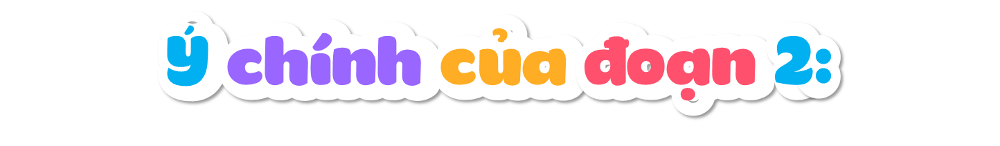 Ý chính của đoạn 2: